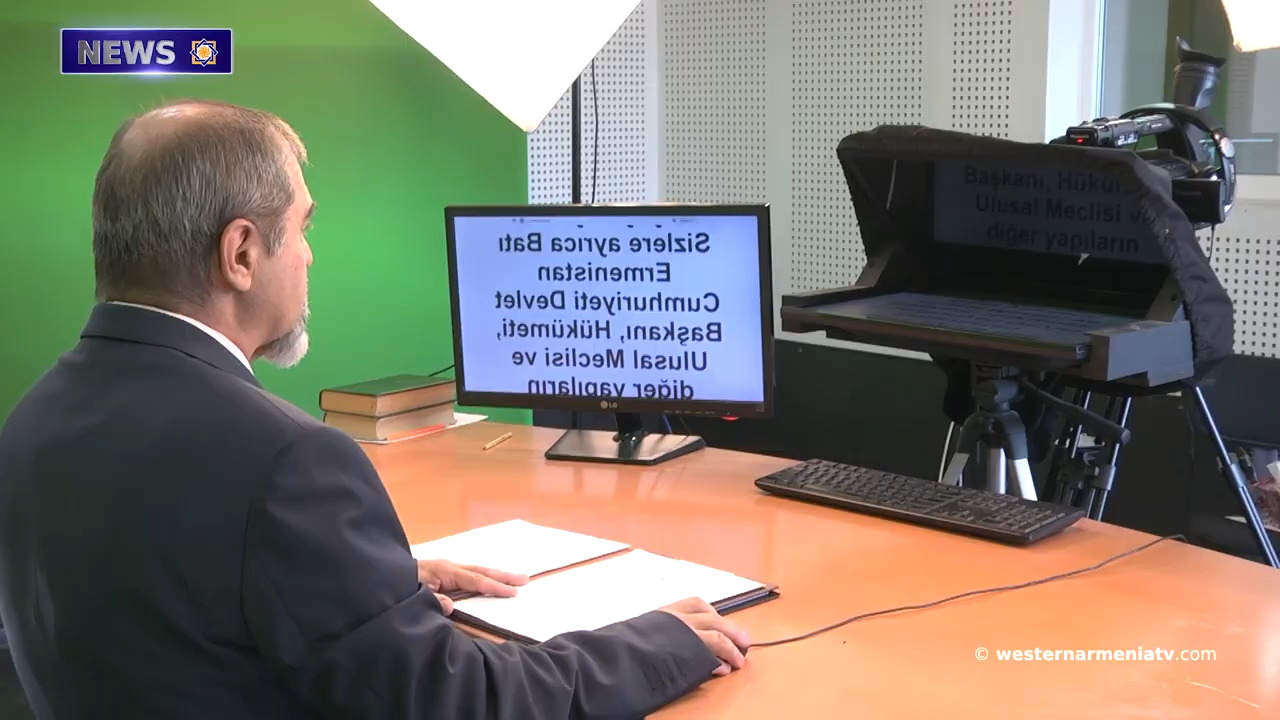 NEWS
Sizlere ayrıca Batı
Ermenistan
Cumhuriyeti Devlet
Başkanı, Hükümeti,
Ulusal Meclisi ve
diğer yapıların
Başkanı, Hükü
Ulusal Meclisi ve
diğer yapıların
LG
© westernarmeniatv.com